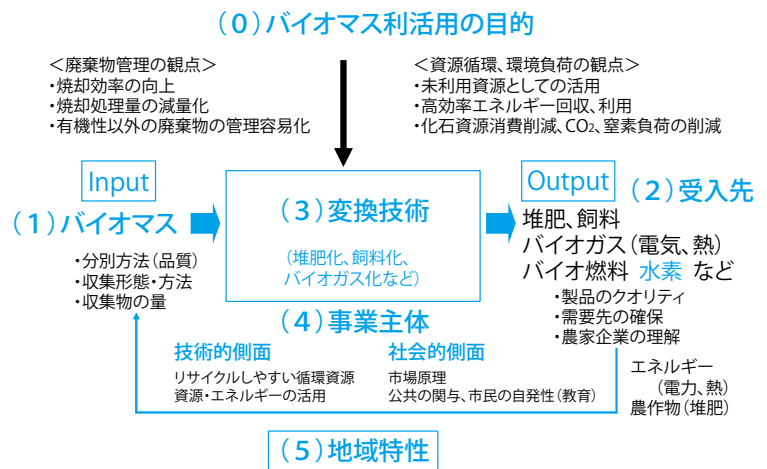 （0）バイオマス利活用の目的
＜廃棄物管理の観点＞
・焼却効率の向上
・焼却処理量の減量化
・有機性以外の廃棄物の管理容易化
＜資源循環、環境負荷の観点＞
・未利用資源としての活用
・高効率エネルギー回収、利用
・化石資源消費削減、CO₂、窒素負荷の削減
Input
（1）バイオマス
・分別方法（品質）
・収集形態・方法
・収集物の量
（3）変換技術
（堆肥化、飼料化、
バイオガス化など）
Output
（2）受入先
堆肥、飼料
バイオガス（電気、熱）
バイオ燃料 水素 など
・製品のクオリティ
・需要先の確保
・農家企業の理解
（4）事業主体
技術的側面
リサイクルしやすい循環資源
資源・エネルギーの活用
社会的側面
市場原理
公共の関与、市民の自発性（教育）
エネルギー
（電力、熱）
農作物（堆肥）
（5）地域特性